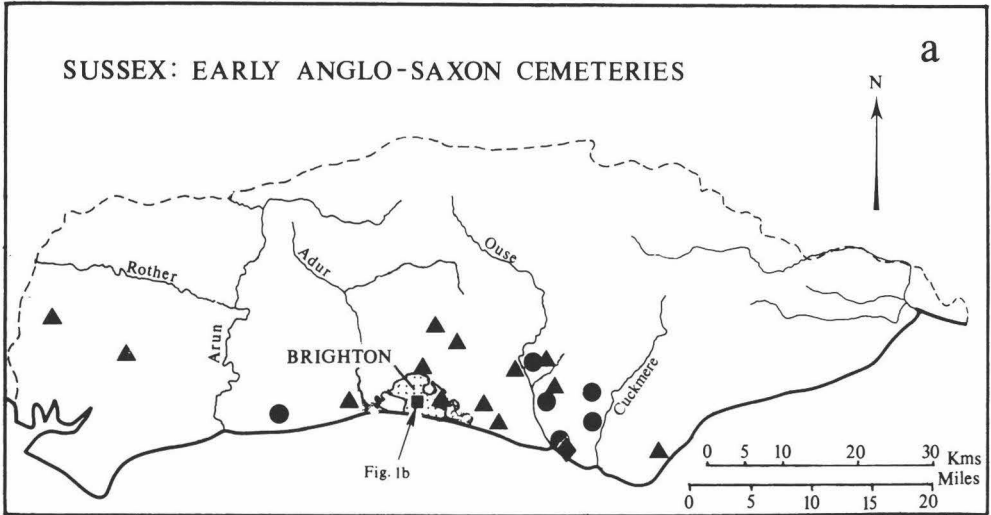 a
SUSSEX: EARLY ANGLO-SAXON CEMETERIES
N
Ouse
Adur
Rother
Arun
BRIGHTON
Cuckmere
Fig. 1b
0 5 10 20 30 Kms
Miles
0 5 10 15 20